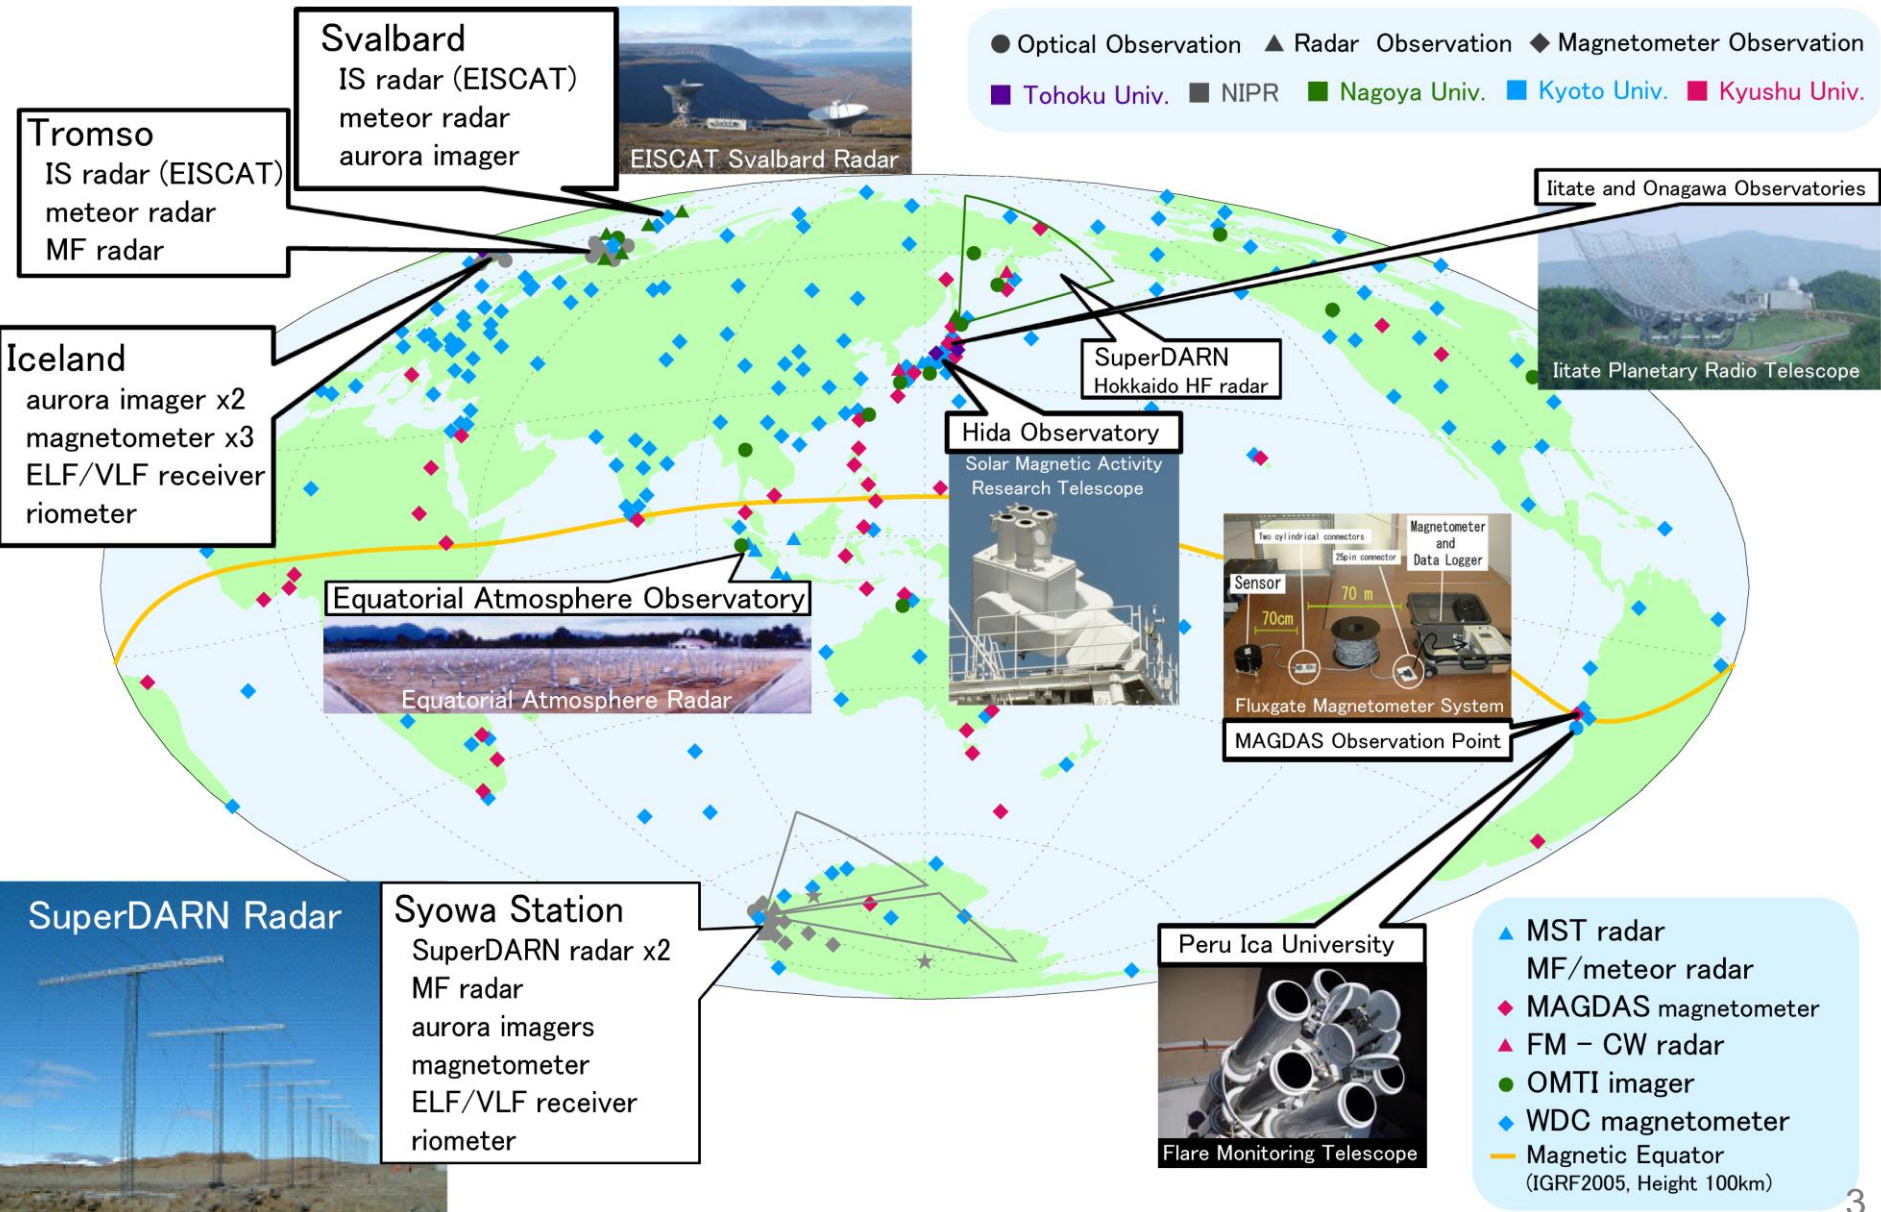 Svalbard
IS radar (EISCAT)
meteor radar
aurora imager
EISCAT Svalbard Radar
Optical Observation Radar Observation Magnetometer Observation
Tohoku Univ. NIPR Nagoya Univ. Kyoto Univ. Kyushu Univ.
Tromso
IS radar (EISCAT)
meteor radar
MF radar
Iitate and Onagawa Observatories
Iitate Planetary Radio Telescope
Iceland
aurora imager x2
magnetometer x3
ELF/VLF receiver
riometer
SuperDARN
Hokkaido HF radar
Hida Observatory
Solar Magnetic Activity
Research Telescope
Two cylindrical connectors
25pin connector
Magnetometer
and
Data Logger
Sensor
70cm
70 m
Fluxgate Magnetometer System
MAGDAS Observation Point
Equatorial Atmosphere Observatory
Equatorial Atmosphere Radar
SuperDARN Radar
Syowa Station
SuperDARN radar x2
MF radar
aurora imagers
magnetometer
ELF/VLF receiver
riometer
Peru Ica University
Flare Monitoring Telescope
MST radar
MF/meteor radar
MAGDAS magnetometer
FM - CW radar
OMTI imager
WDC magnetometer
Magnetic Equator
(IGRF2005, Height 100km)
3